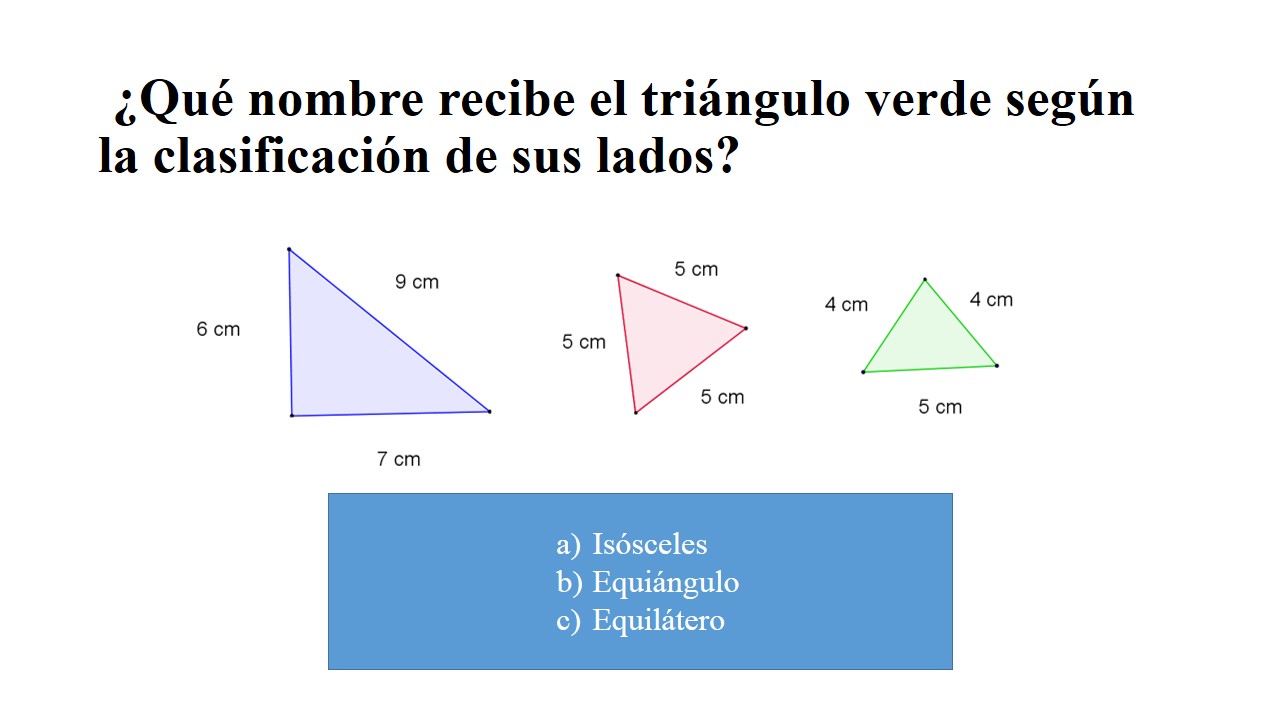 ¿Qué nombre recibe el triángulo verde según
la clasificación de sus lados?
9 cm
6 cm
7 cm
5 cm
5 cm
5 cm
4 cm
4 cm
5 cm
a) Isósceles
b) Equiángulo
c) Equilátero